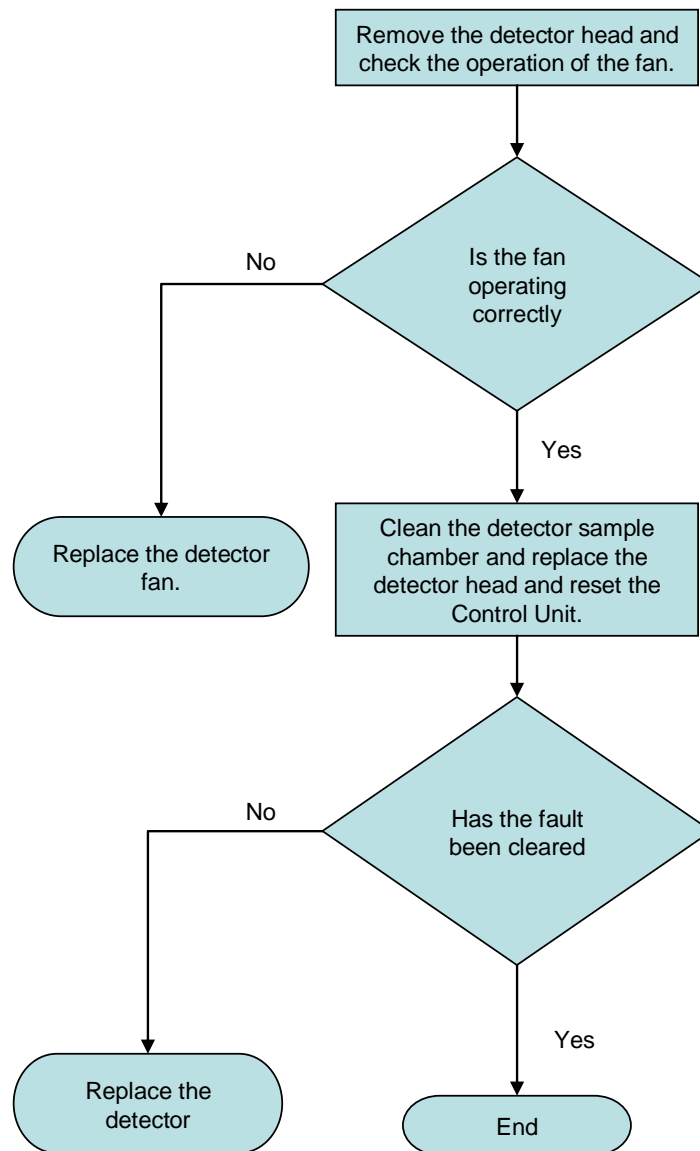 Remove the detector head and
check the operation of the fan.
Is the fan
operating
correctly
No
Yes
Replace the detector
fan.
Clean the detector sample
chamber and replace the
detector head and reset the
Control Unit.
Has the fault
been cleared
No
Yes
Replace the
detector
End